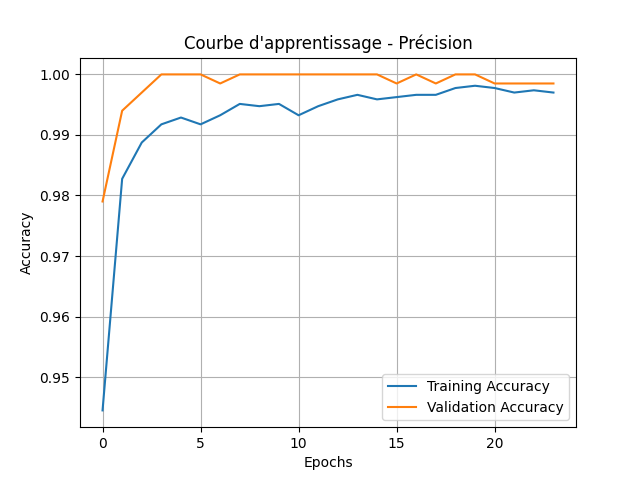 Courbe d'apprentissage - Précision
Accuracy
1.00
0.99
0.98
0.97
0.96
0.95
0
5
10
15
20
Epochs
Training Accuracy
Validation Accuracy